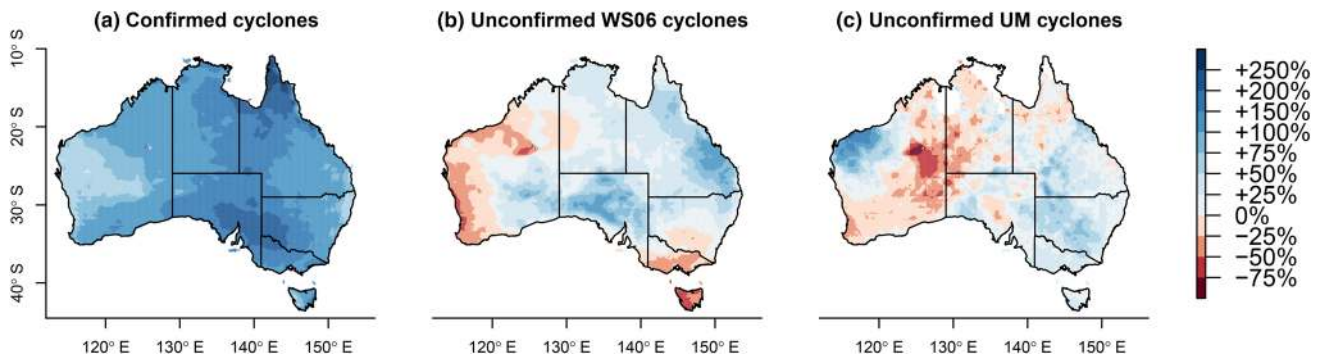 (a) Confirmed cyclones
(b) Unconfirmed WS06 cyclones
(c) Unconfirmed UM cyclones
10° S
20° S
30° S
40° S
120° E 130° E 140° E 150° E
120° E 130° E 140° E 150° E
120° E 130° E 140° E 150° E
+250%
+200%
+150%
+100%
+75%
+50%
+25%
0%
−25%
−50%
−75%